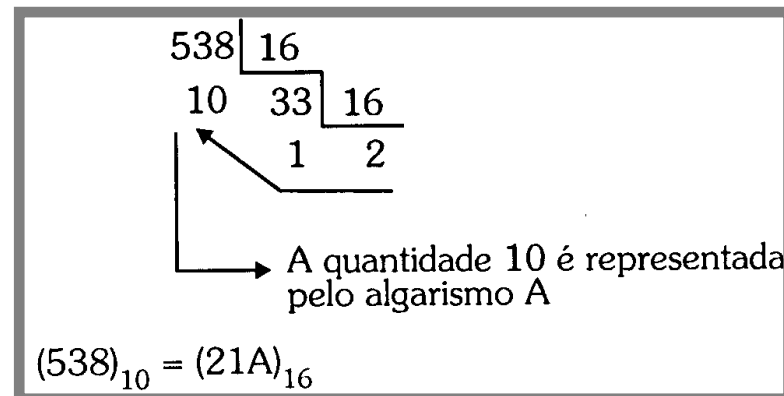 538 16
10 33 16
1 2
A quantidade 10 é representada
pelo algarismo A
(538)₁₀ = (21A)₁₆